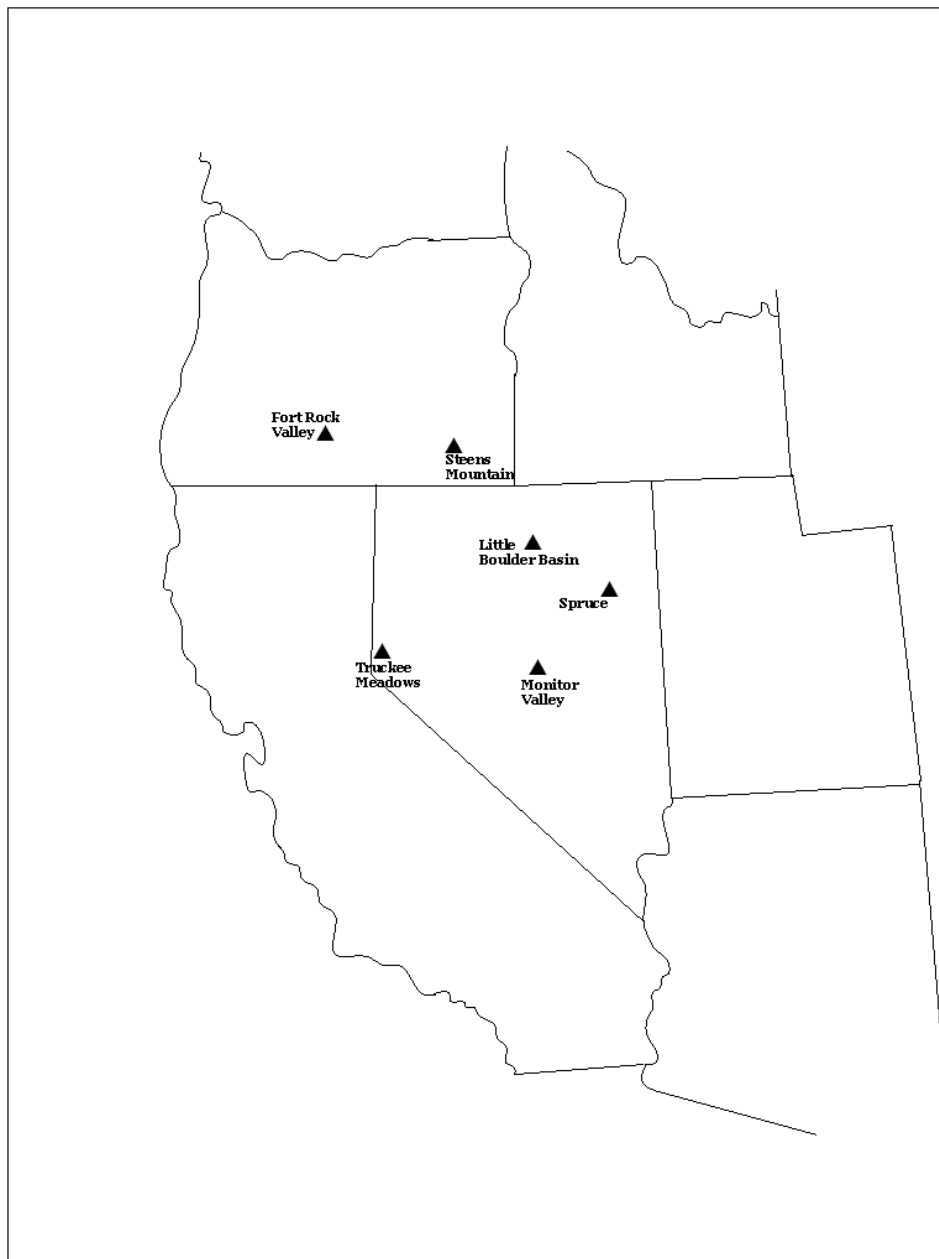 Fort Rock
Valley
Steens
Mountain
Little
Boulder Basin
Spruce
Truckee
Meadows
Monitor
Valley